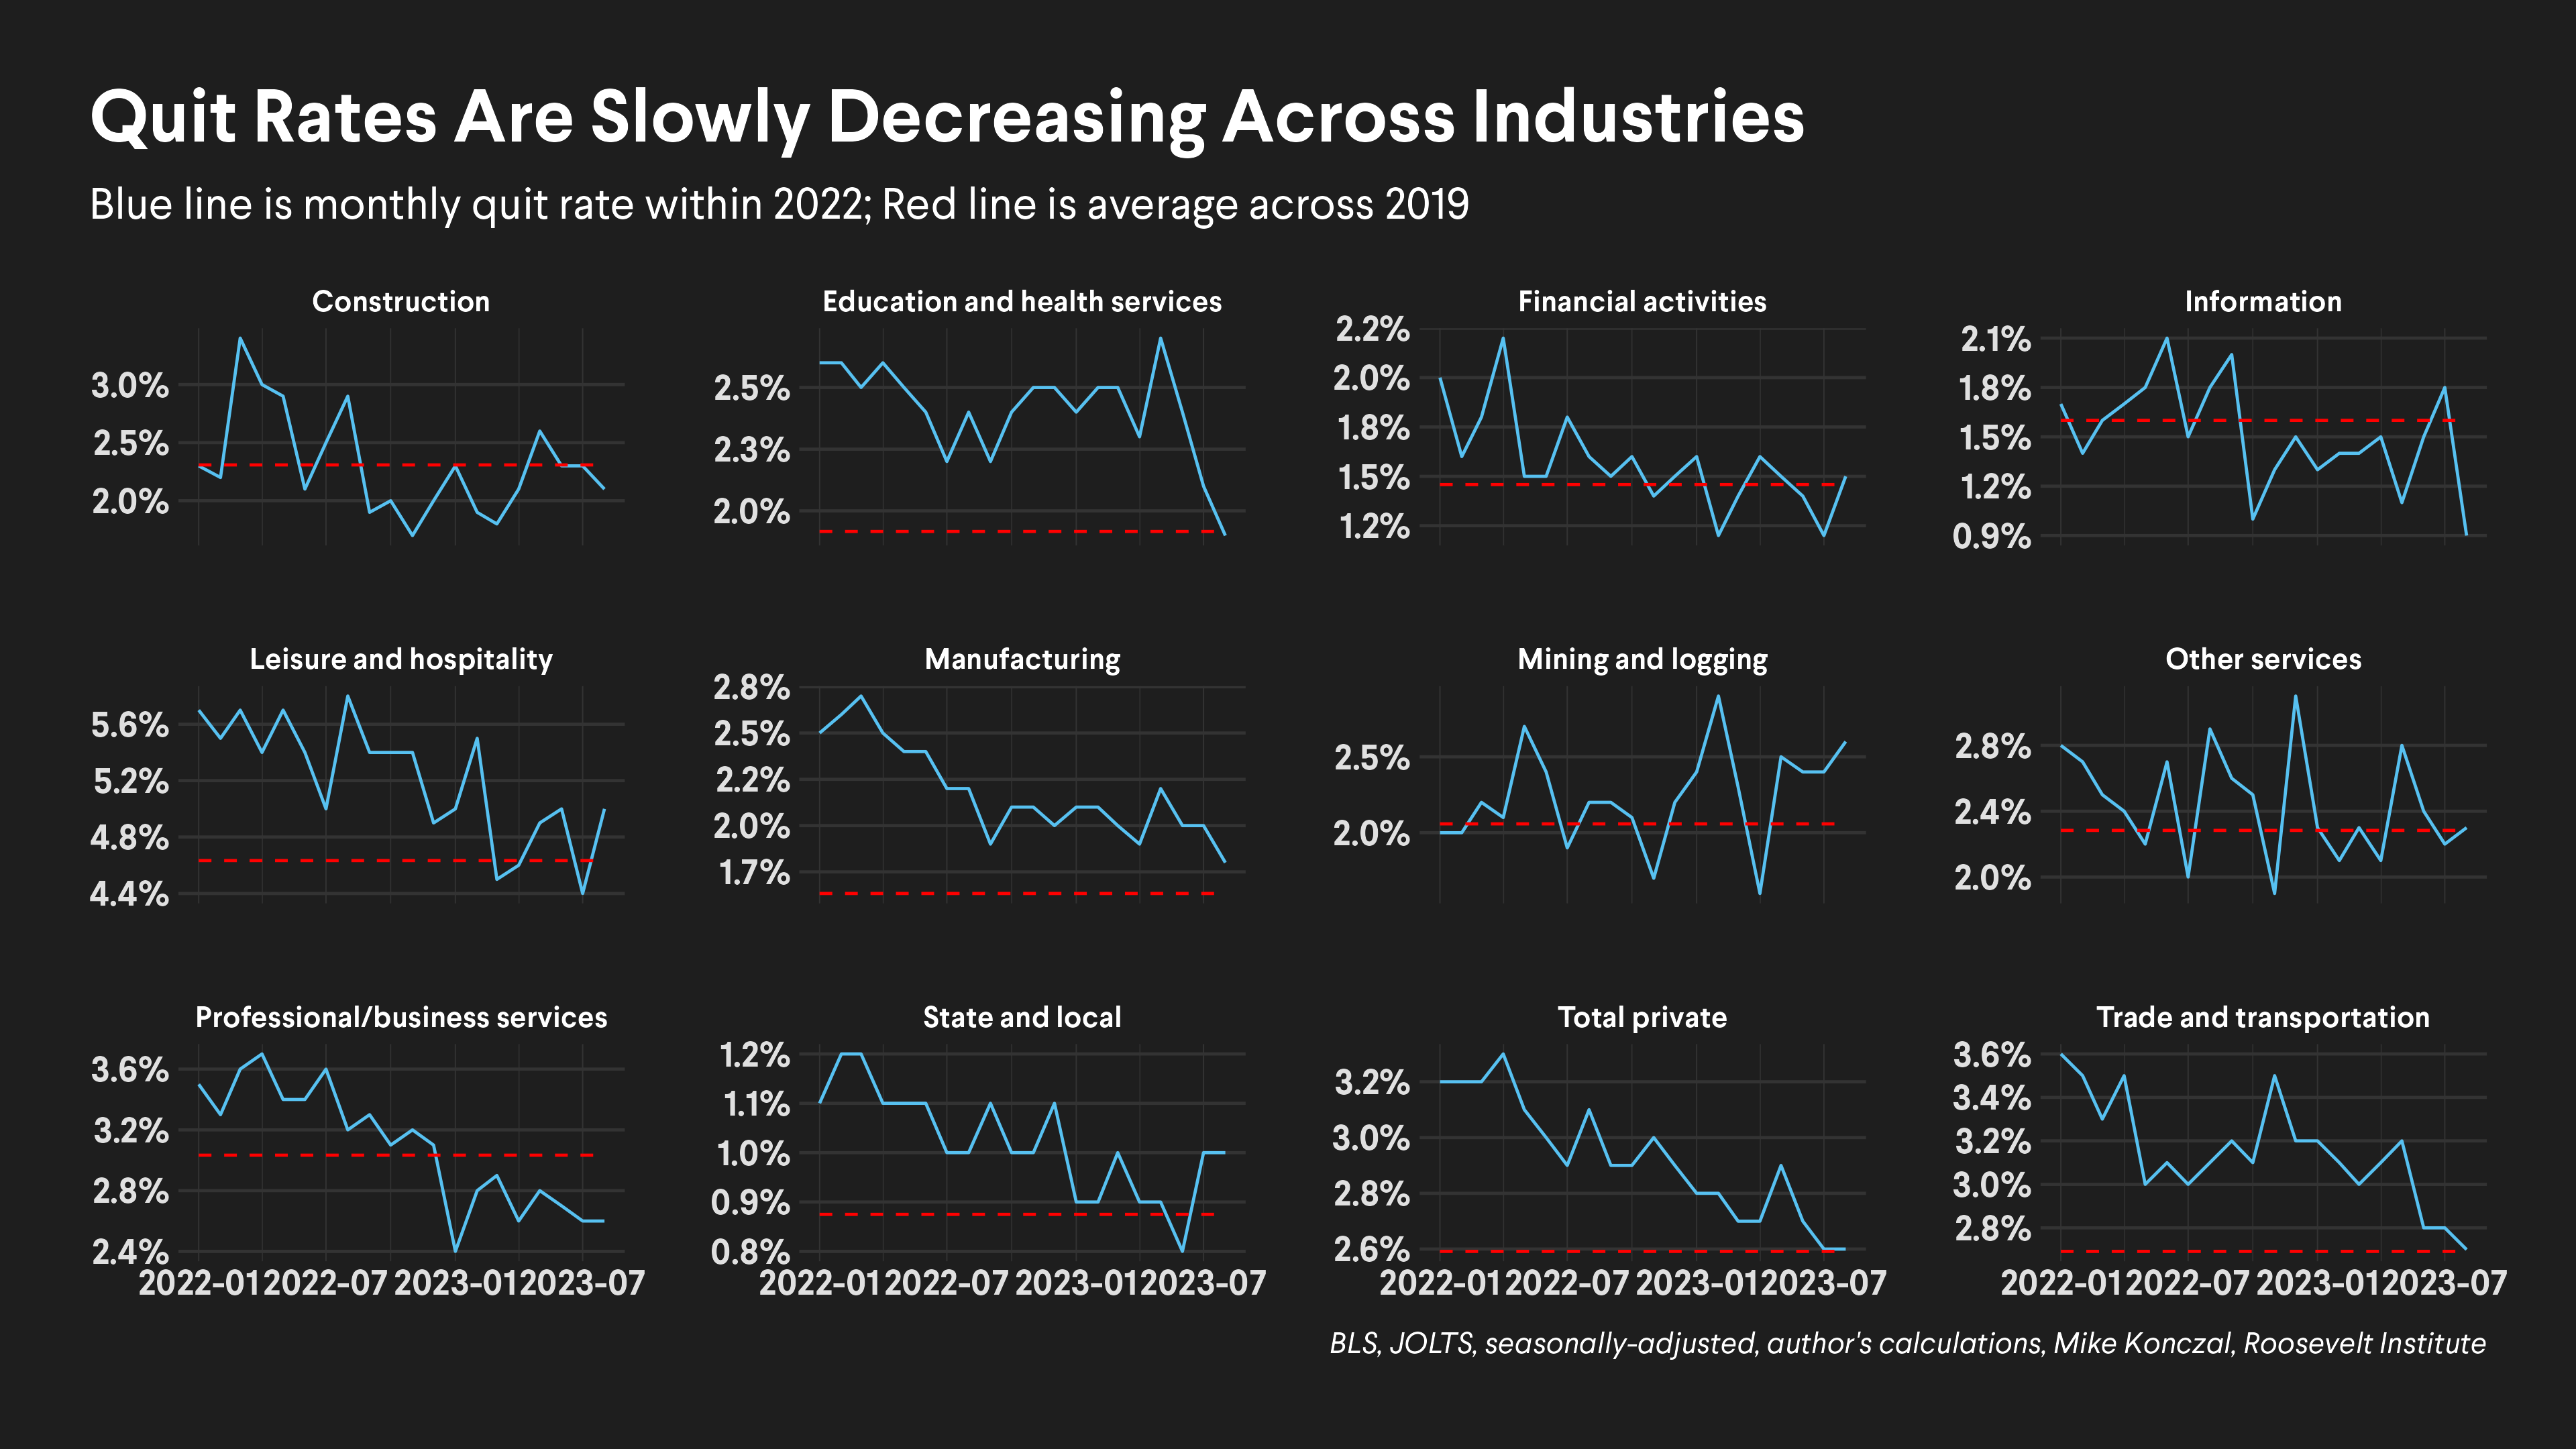 Quit Rates Are Slowly Decreasing Across Industries
Blue line is monthly quit rate within 2022; Red line is average across 2019
Construction
3.0%
2.5%
2.0%
Education and health services
2.5%
2.3%
2.0%
Financial activities
2.2%
2.0%
1.8%
1.5%
1.2%
Information
2.1%
1.8%
1.5%
1.2%
0.9%
Leisure and hospitality
5.6%
5.2%
4.8%
4.4%
Manufacturing
2.8%
2.5%
2.2%
2.0%
1.7%
Mining and logging
2.5%
2.0%
Other services
2.8%
2.4%
2.0%
Professional/business services
3.6%
3.2%
2.8%
2.4%
2022-01 2022-07 2023-01 2023-07
State and local
1.2%
1.1%
1.0%
0.9%
0.8%
2022-01 2022-07 2023-01 2023-07
Total private
3.2%
3.0%
2.8%
2.6%
2022-01 2022-07 2023-01 2023-07
Trade and transportation
3.6%
3.4%
3.2%
3.0%
2.8%
2022-01 2022-07 2023-01 2023-07
BLS, JOLTS, seasonally-adjusted, author's calculations, Mike Konczal, Roosevelt Institute